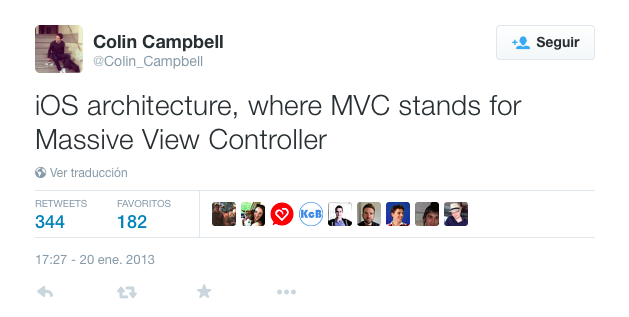 Colin Campbell
@Colin_Campbell
Seguir
iOS architecture, where MVC stands for
Massive View Controller
Ver traducción
RETWEETS
FAVORITOS
344
182
KcB
17:27 - 20 ene. 2013